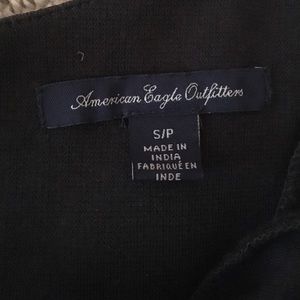 American Eagle Outfitters
S/P
MADE IN
INDIA
FABRIQUÉ EN
INDE